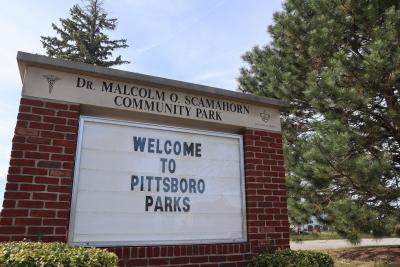 DR. MALCOLM O. SCAMAHORN
COMMUNITY PARK
WELCOME
TO
PITTSBORO
PARKS